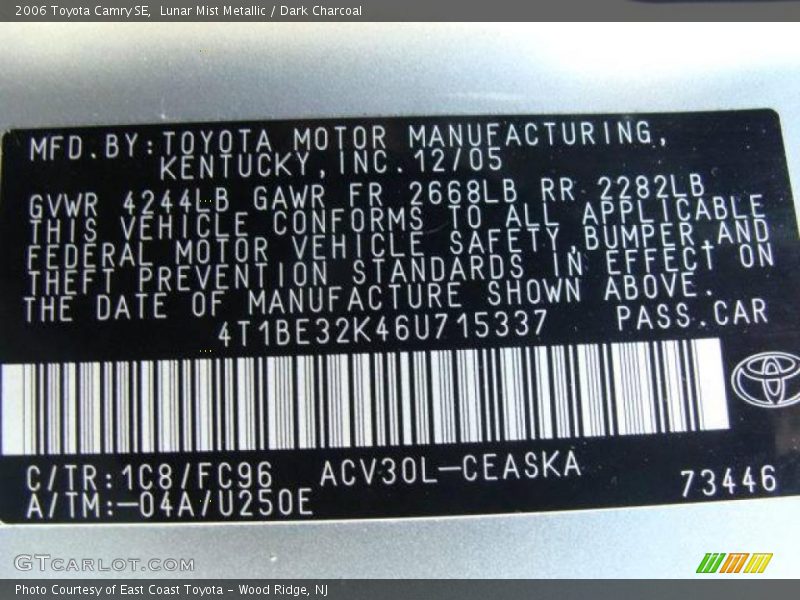 2006 Toyota Camry SE,  Lunar Mist Metallic / Dark Charcoal
MFD.BY:TOYOTA MOTOR MANUFACTURING,
KENTUCKY,INC.12/05
GVWR 4244LB GAWR FR 2668LB RR 2282LB
THIS VEHICLE CONFORMS TO ALL APPLICABLE
FEDERAL MOTOR VEHICLE SAFETY,BUMPER,AND
THEFT PREVENTION STANDARDS IN EFFECT ON
THE DATE OF MANUFACTURE SHOWN ABOVE.
4T1BE32K46U715337 PASS.CAR
C/TR:1C8/FC96 ACV30L-CEASKA
A/TM:-04A/U250E 73446
GTCARLOT.COM
Photo Courtesy of East Coast Toyota - Wood Ridge, NJ